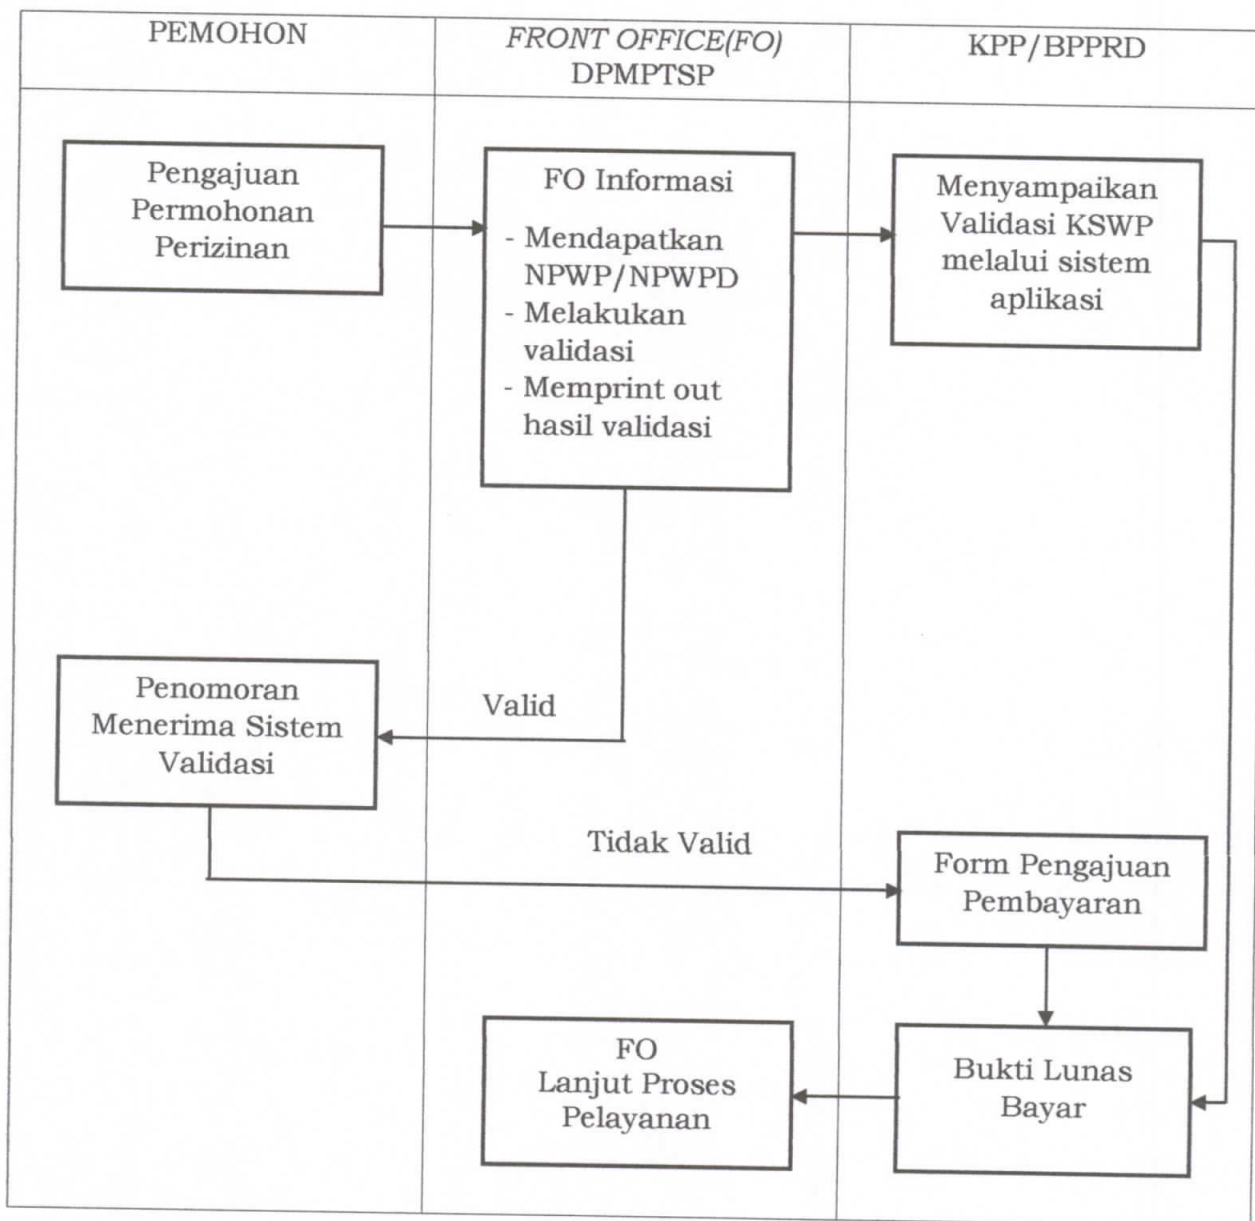 PEMOHON
FRONT OFFICE(FO)
DPMPTSP
KPP/BPPRD
Pengajuan
Permohonan
Perizinan
FO Informasi
- Mendapatkan
NPWP/NPWPD
- Melakukan
validasi
- Memprint out
hasil validasi
Menyampaikan
Validasi KSWP
melalui sistem
aplikasi
Penomoran
Menerima Sistem
Validasi
Valid
Tidak Valid
Form Pengajuan
Pembayaran
FO
Lanjut Proses
Pelayanan
Bukti Lunas
Bayar